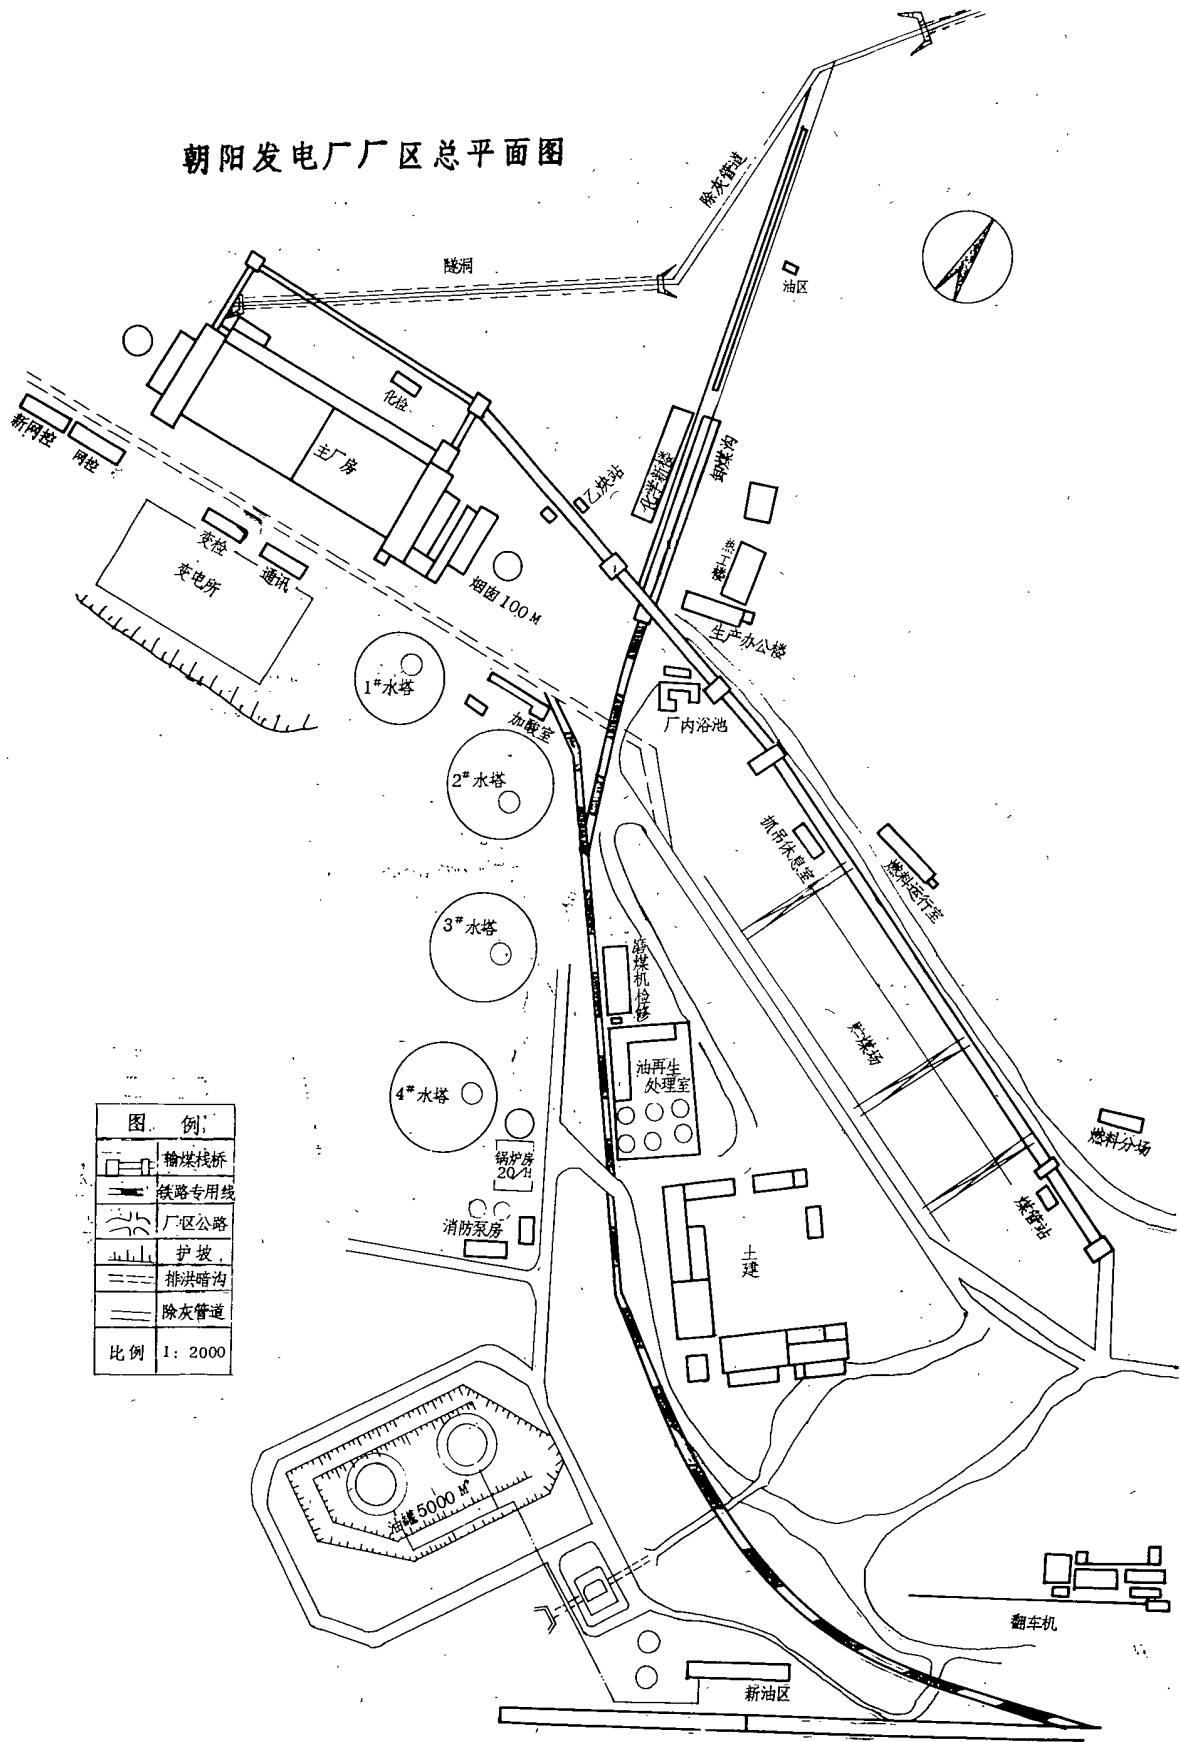 朝阳发电厂厂区总平面图
除灰管道
隧洞
油区
化检
新网控
网控
主厂房
乙炔站
化学新楼
卸煤沟
变检
通讯
变电所
烟囱100M
热工楼
生产办公楼
1#水塔
加酸室
厂内浴池
2#水塔
抓吊休息室
燃料运行室
3#水塔
磨煤机检修
贮煤场
油再生
处理室
4#水塔
燃料分场
锅炉房
20/H
消防泵房
煤管站
土建
图例
输煤栈桥
铁路专用线
厂区公路
护坡
排洪暗沟
除灰管道
比例 1:2000
油罐5000M³
翻车机
新油区